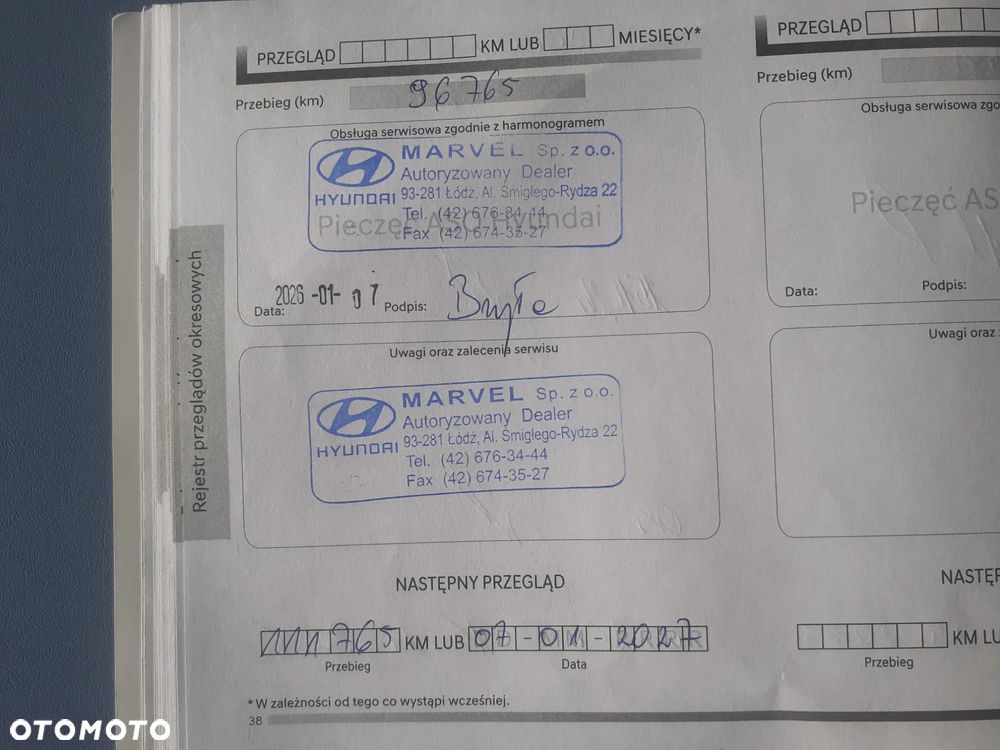 PRZEGLĄD KM LUB MIESIĘCY*
Przebieg (km) 96 765
Obsługa serwisowa zgodnie z harmonogramem
Pieczęć ASO Hyundai
MARVEL Sp. z o.o.
Autoryzowany Dealer
HYUNDAI
93-281 Łódź, Al. Śmigłego-Rydza 22
Tel. (42) 676-34-44
Fax (42) 674-35-27
Data: 2026-01-07 Podpis:
Uwagi oraz zalecenia serwisu
MARVEL Sp. z o.o.
Autoryzowany Dealer
HYUNDAI
93-281 Łódź, Al. Śmigłego-Rydza 22
Tel. (42) 676-34-44
Fax (42) 674-35-27
NASTĘPNY PRZEGLĄD
111765 KM LUB 07-01-2027
Przebieg Data
*W zależności od tego co wystąpi wcześniej.
38
Rejestr przeglądów okresowych
PRZEGLĄD
Przebieg (km)
Obsługa serwisowa zgo
Pieczęć AS
Data: Podpis:
Uwagi oraz
NASTĘP
KM LU
Przebieg
OTOMOTO